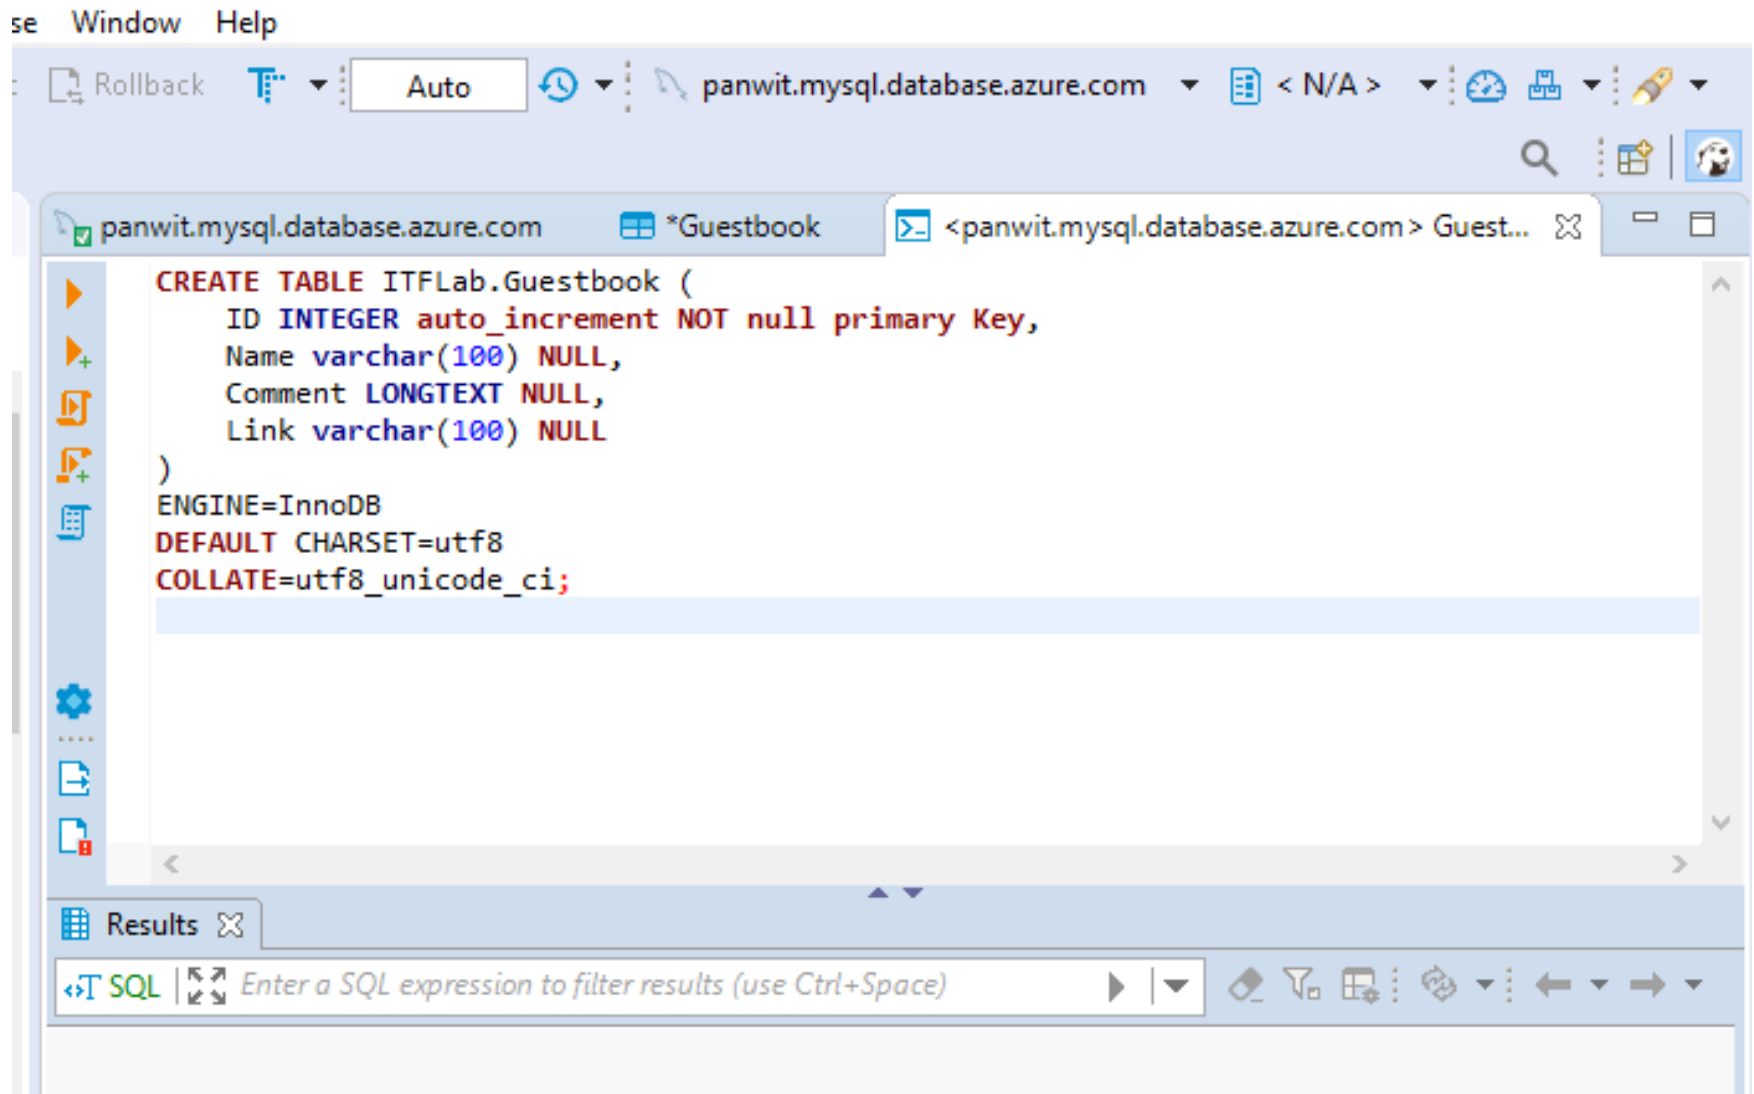 se Window Help
Rollback Auto panwit.mysql.database.azure.com < N/A >
panwit.mysql.database.azure.com *Guestbook <panwit.mysql.database.azure.com> Guest...
CREATE TABLE ITFLab.Guestbook (
ID INTEGER auto_increment NOT null primary Key,
Name varchar(100) NULL,
Comment LONGTEXT NULL,
Link varchar(100) NULL
)
ENGINE=InnoDB
DEFAULT CHARSET=utf8
COLLATE=utf8_unicode_ci;
Results
SQL Enter a SQL expression to filter results (use Ctrl+Space)